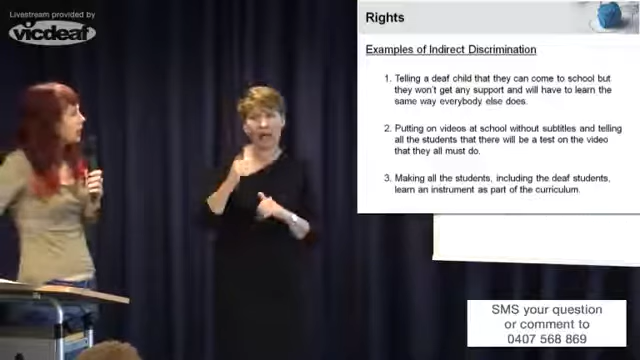 Livestream provided by
vicdeaf
Rights
Examples of Indirect Discrimination
1. Telling a deaf child that they can come to school but
they won't get any support and will have to learn the
same way everybody else does.
2. Putting on videos at school without subtitles and telling
all the students that there will be a test on the video
that they all must do.
3. Making all the students, including the deaf students,
learn an instrument as part of the curriculum.
SMS your question
or comment to
0407 568 869